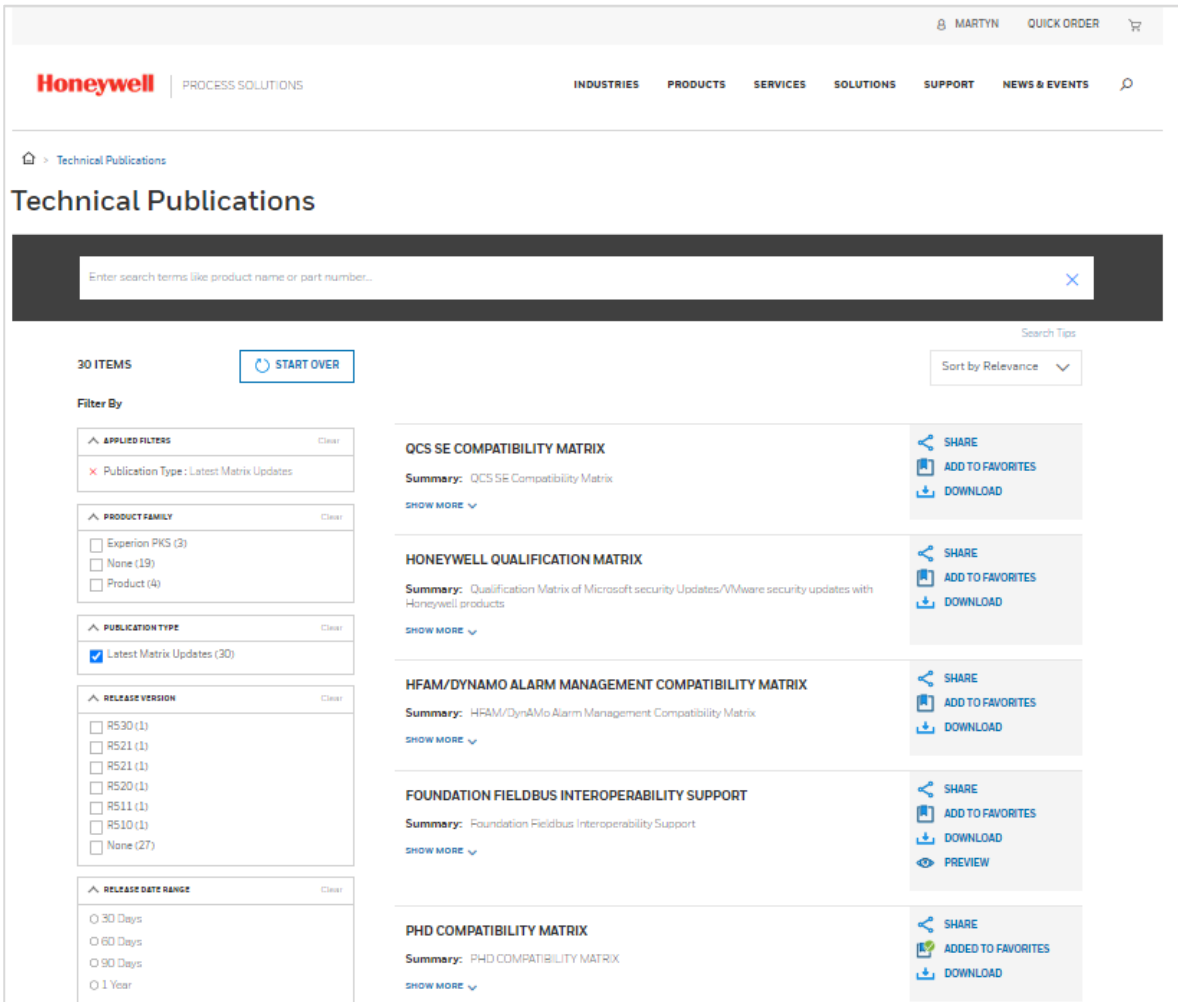 MARTYN QUICK ORDER
Honeywell PROCESS SOLUTIONS INDUSTRIES PRODUCTS SERVICES SOLUTIONS SUPPORT NEWS & EVENTS
> Technical Publications
Technical Publications
Enter search terms like product name or part number...
Search Tips
30 ITEMS START OVER Sort by Relevance
Filter By
APPLIED FILTERS Clear
Publication Type : Latest Matrix Updates
PRODUCT FAMILY Clear
Experion PKS (3)
None (19)
Product (4)
PUBLICATION TYPE Clear
Latest Matrix Updates (30)
RELEASE VERSION Clear
R530 (1)
R521 (1)
R521 (1)
R520 (1)
R511 (1)
R510 (1)
None (27)
RELEASE DATE RANGE Clear
30 Days
60 Days
90 Days
1 Year
QCS SE COMPATIBILITY MATRIX
Summary: QCS SE Compatibility Matrix
SHOW MORE
SHARE
ADD TO FAVORITES
DOWNLOAD
HONEYWELL QUALIFICATION MATRIX
Summary: Qualification Matrix of Microsoft security Updates/VMware security updates with
Honeywell products
SHOW MORE
SHARE
ADD TO FAVORITES
DOWNLOAD
HFAM/DYNAMO ALARM MANAGEMENT COMPATIBILITY MATRIX
Summary: HFAM/DynAMo Alarm Management Compatibility Matrix
SHOW MORE
SHARE
ADD TO FAVORITES
DOWNLOAD
FOUNDATION FIELDBUS INTEROPERABILITY SUPPORT
Summary: Foundation Fieldbus Interoperability Support
SHOW MORE
SHARE
ADD TO FAVORITES
DOWNLOAD
PREVIEW
PHD COMPATIBILITY MATRIX
Summary: PHD COMPATIBILITY MATRIX
SHOW MORE
SHARE
ADDED TO FAVORITES
DOWNLOAD